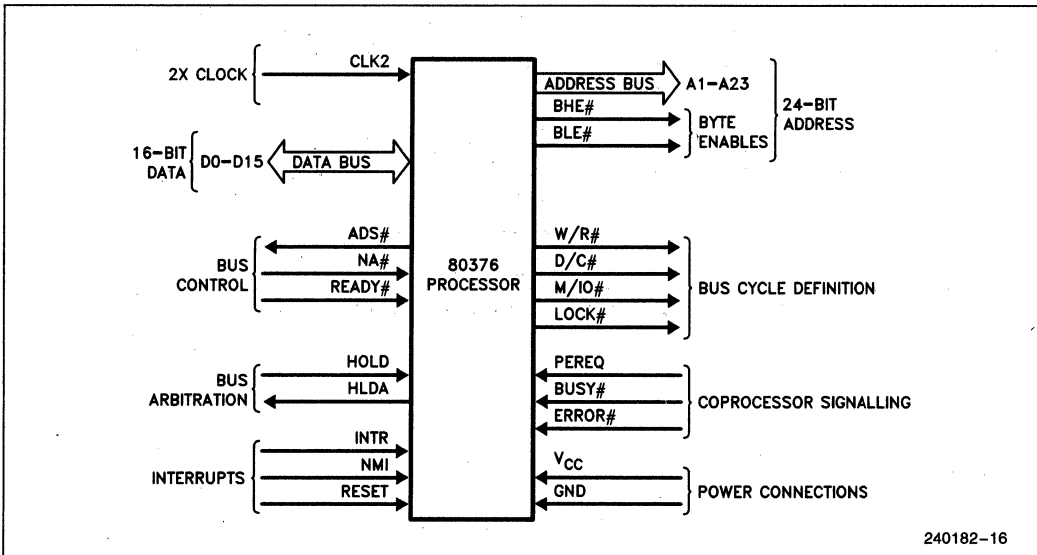 2X CLOCK
CLK2
16-BIT
DATA
D0-D15
DATA BUS
BUS
CONTROL
ADS#
NA#
READY#
BUS
ARBITRATION
HOLD
HLDA
INTERRUPTS
INTR
NMI
RESET
80376
PROCESSOR
ADDRESS BUS
A1-A23
BHE#
BLE#
BYTE
ENABLES
24-BIT
ADDRESS
W/R#
D/C#
M/IO#
LOCK#
BUS CYCLE DEFINITION
PEREQ
BUSY#
ERROR#
COPROCESSOR SIGNALLING
VCC
GND
POWER CONNECTIONS
240182-16